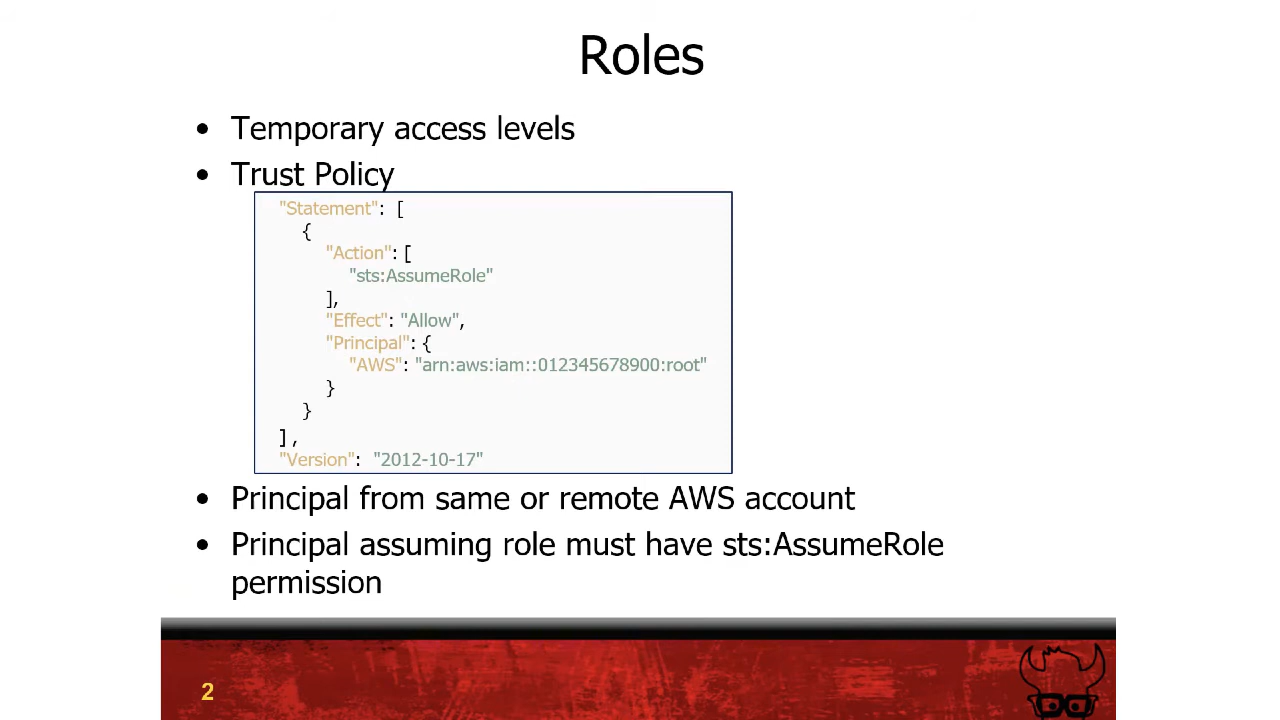 Roles
• Temporary access levels
• Trust Policy
"Statement": [
{
"Action": [
"sts:AssumeRole"
],
"Effect": "Allow",
"Principal": {
"AWS": "arn:aws:iam::012345678900:root"
}
}
],
"Version": "2012-10-17"
• Principal from same or remote AWS account
• Principal assuming role must have sts:AssumeRole
permission
2